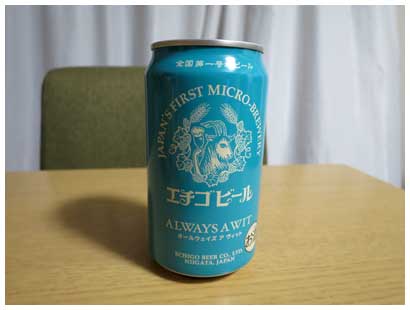 全国第一号地ビール
JAPAN'S FIRST MICRO-BREWERY
エチゴビール
ALWAYS A WIT
オールウェイズ ア ウィット
ECHIGO BEER CO., LTD.
NIIGATA, JAPAN